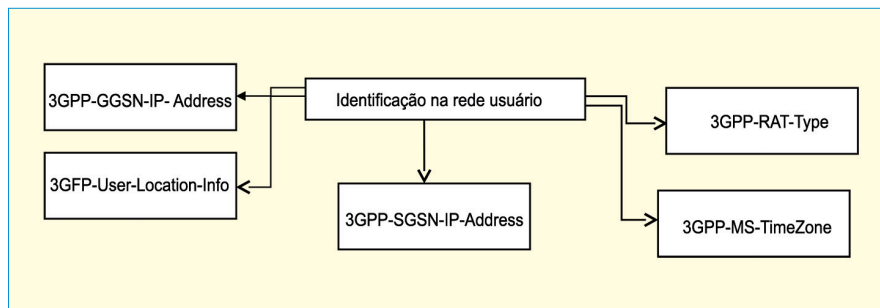 Identificação na rede usuário
3GPP-GGSN-IP- Address
3GPP-RAT-Type
3GFP-User-Location-Info
3GPP-SGSN-IP-Address
3GPP-MS-TimeZone